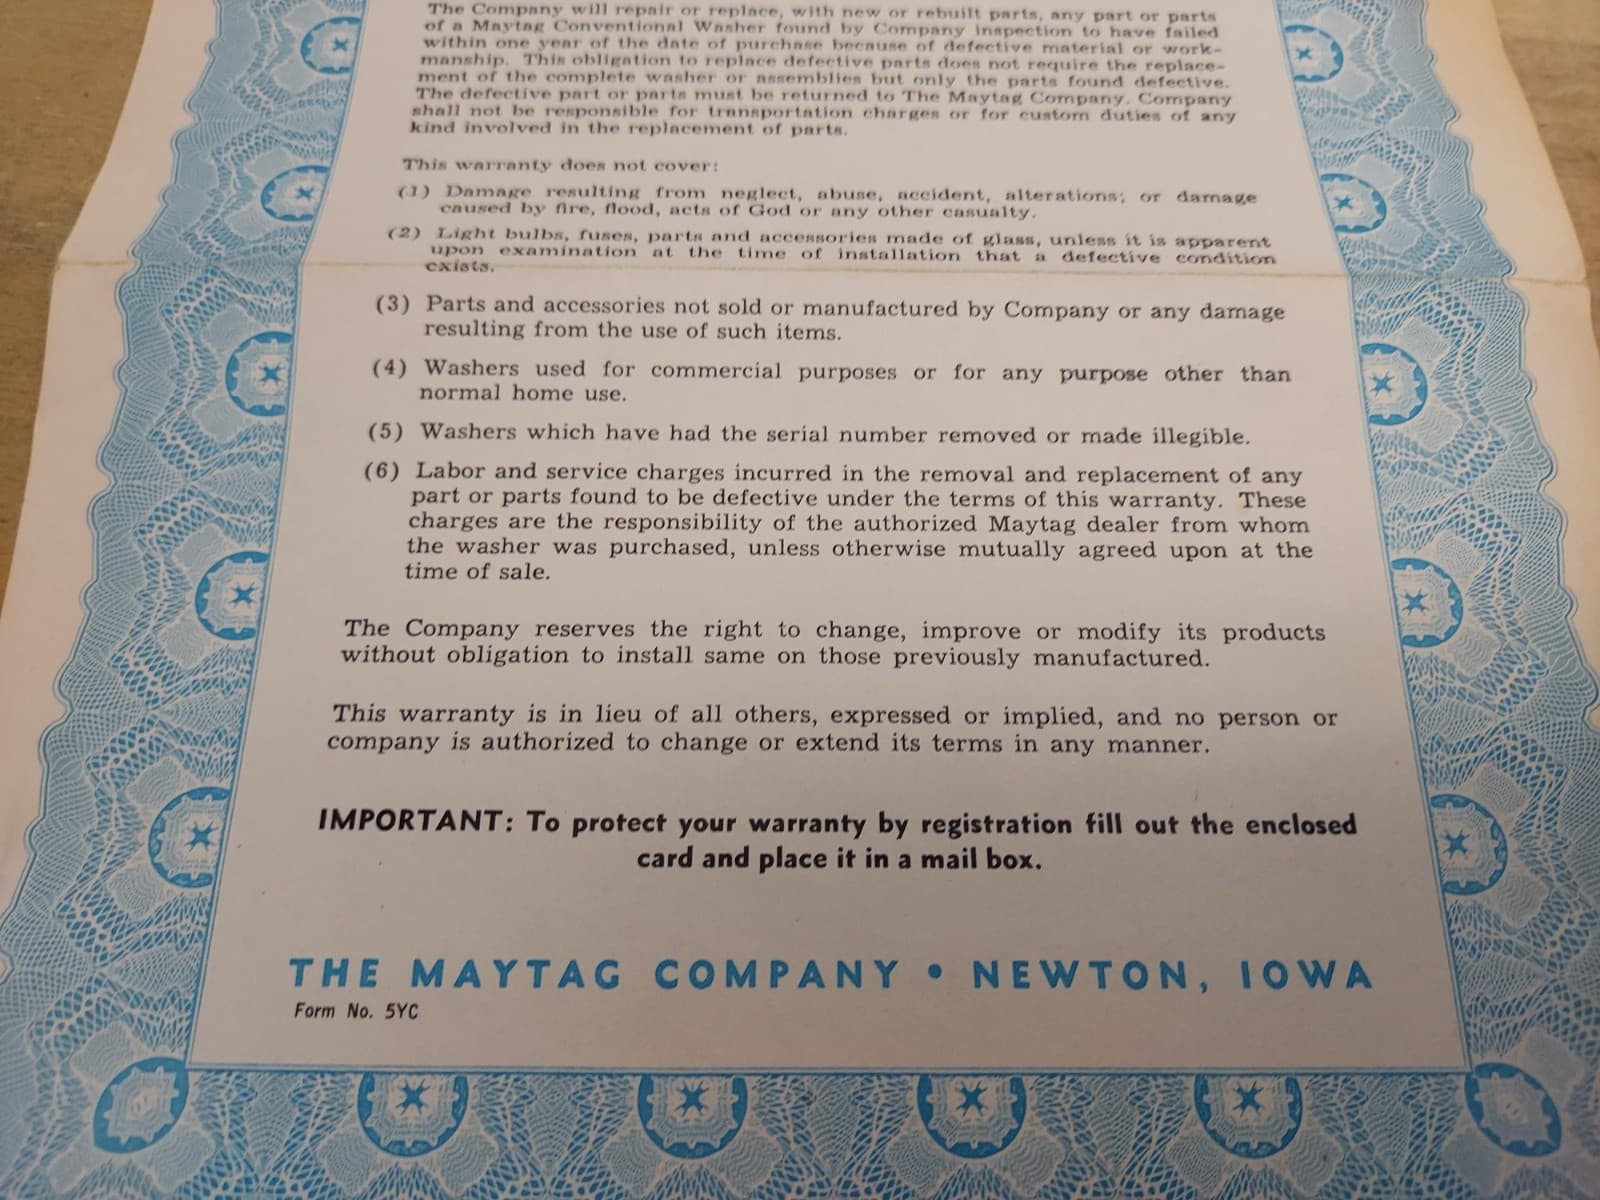 The Company will repair or replace, with new or rebuilt parts, any part or parts
of a Maytag Conventional Washer found by Company inspection to have failed
within one year of the date of purchase because of defective material or work-
manship. This obligation to replace defective parts does not require the replace-
ment of the complete washer or assemblies but only the parts found defective.
The defective part or parts must be returned to The Maytag Company. Company
shall not be responsible for transportation charges or for custom duties of any
kind involved in the replacement of parts.
This warranty does not cover:
(1) Damage resulting from neglect, abuse, accident, alterations; or damage
caused by fire, flood, acts of God or any other casualty.
(2) Light bulbs, fuses, parts and accessories made of glass, unless it is apparent
upon examination at the time of installation that a defective condition
exists.
(3) Parts and accessories not sold or manufactured by Company or any damage
resulting from the use of such items.
(4) Washers used for commercial purposes or for any purpose other than
normal home use.
(5) Washers which have had the serial number removed or made illegible.
(6) Labor and service charges incurred in the removal and replacement of any
part or parts found to be defective under the terms of this warranty. These
charges are the responsibility of the authorized Maytag dealer from whom
the washer was purchased, unless otherwise mutually agreed upon at the
time of sale.
The Company reserves the right to change, improve or modify its products
without obligation to install same on those previously manufactured.
This warranty is in lieu of all others, expressed or implied, and no person or
company is authorized to change or extend its terms in any manner.
IMPORTANT: To protect your warranty by registration fill out the enclosed
card and place it in a mail box.
THE MAYTAG COMPANY • NEWTON, IOWA
Form No. 5YC